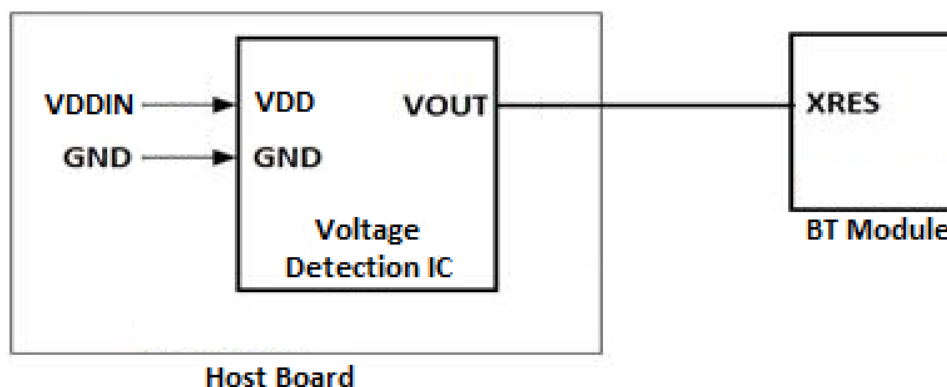 VDDIN
VDD
VOUT
XRES
GND
GND
Voltage
Detection IC
BT Module
Host Board